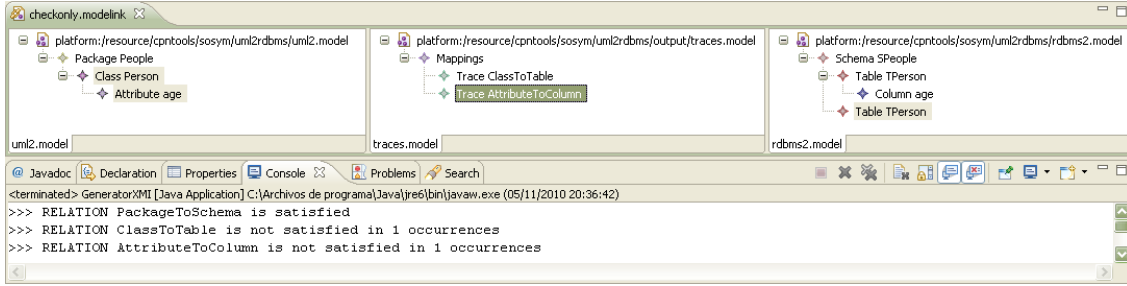 checkonly.modelink
platform:/resource/cpntools/sosym/uml2rdbms/uml2.model
Package People
Class Person
Attribute age
uml2.model
platform:/resource/cpntools/sosym/uml2rdbms/output/traces.model
Mappings
Trace ClassToTable
Trace AttributeToColumn
traces.model
platform:/resource/cpntools/sosym/uml2rdbms/rdbms2.model
Schema SPeople
Table TPerson
Column age
Table TPerson
rdbms2.model
@ Javadoc Declaration Properties Console Problems Search
<terminated> GeneratorXMI [Java Application] C:\Archivos de programa\Java\jre6\bin\javaw.exe (05/11/2010 20:36:42)
>>> RELATION PackageToSchema is satisfied
>>> RELATION ClassToTable is not satisfied in 1 occurrences
>>> RELATION AttributeToColumn is not satisfied in 1 occurrences